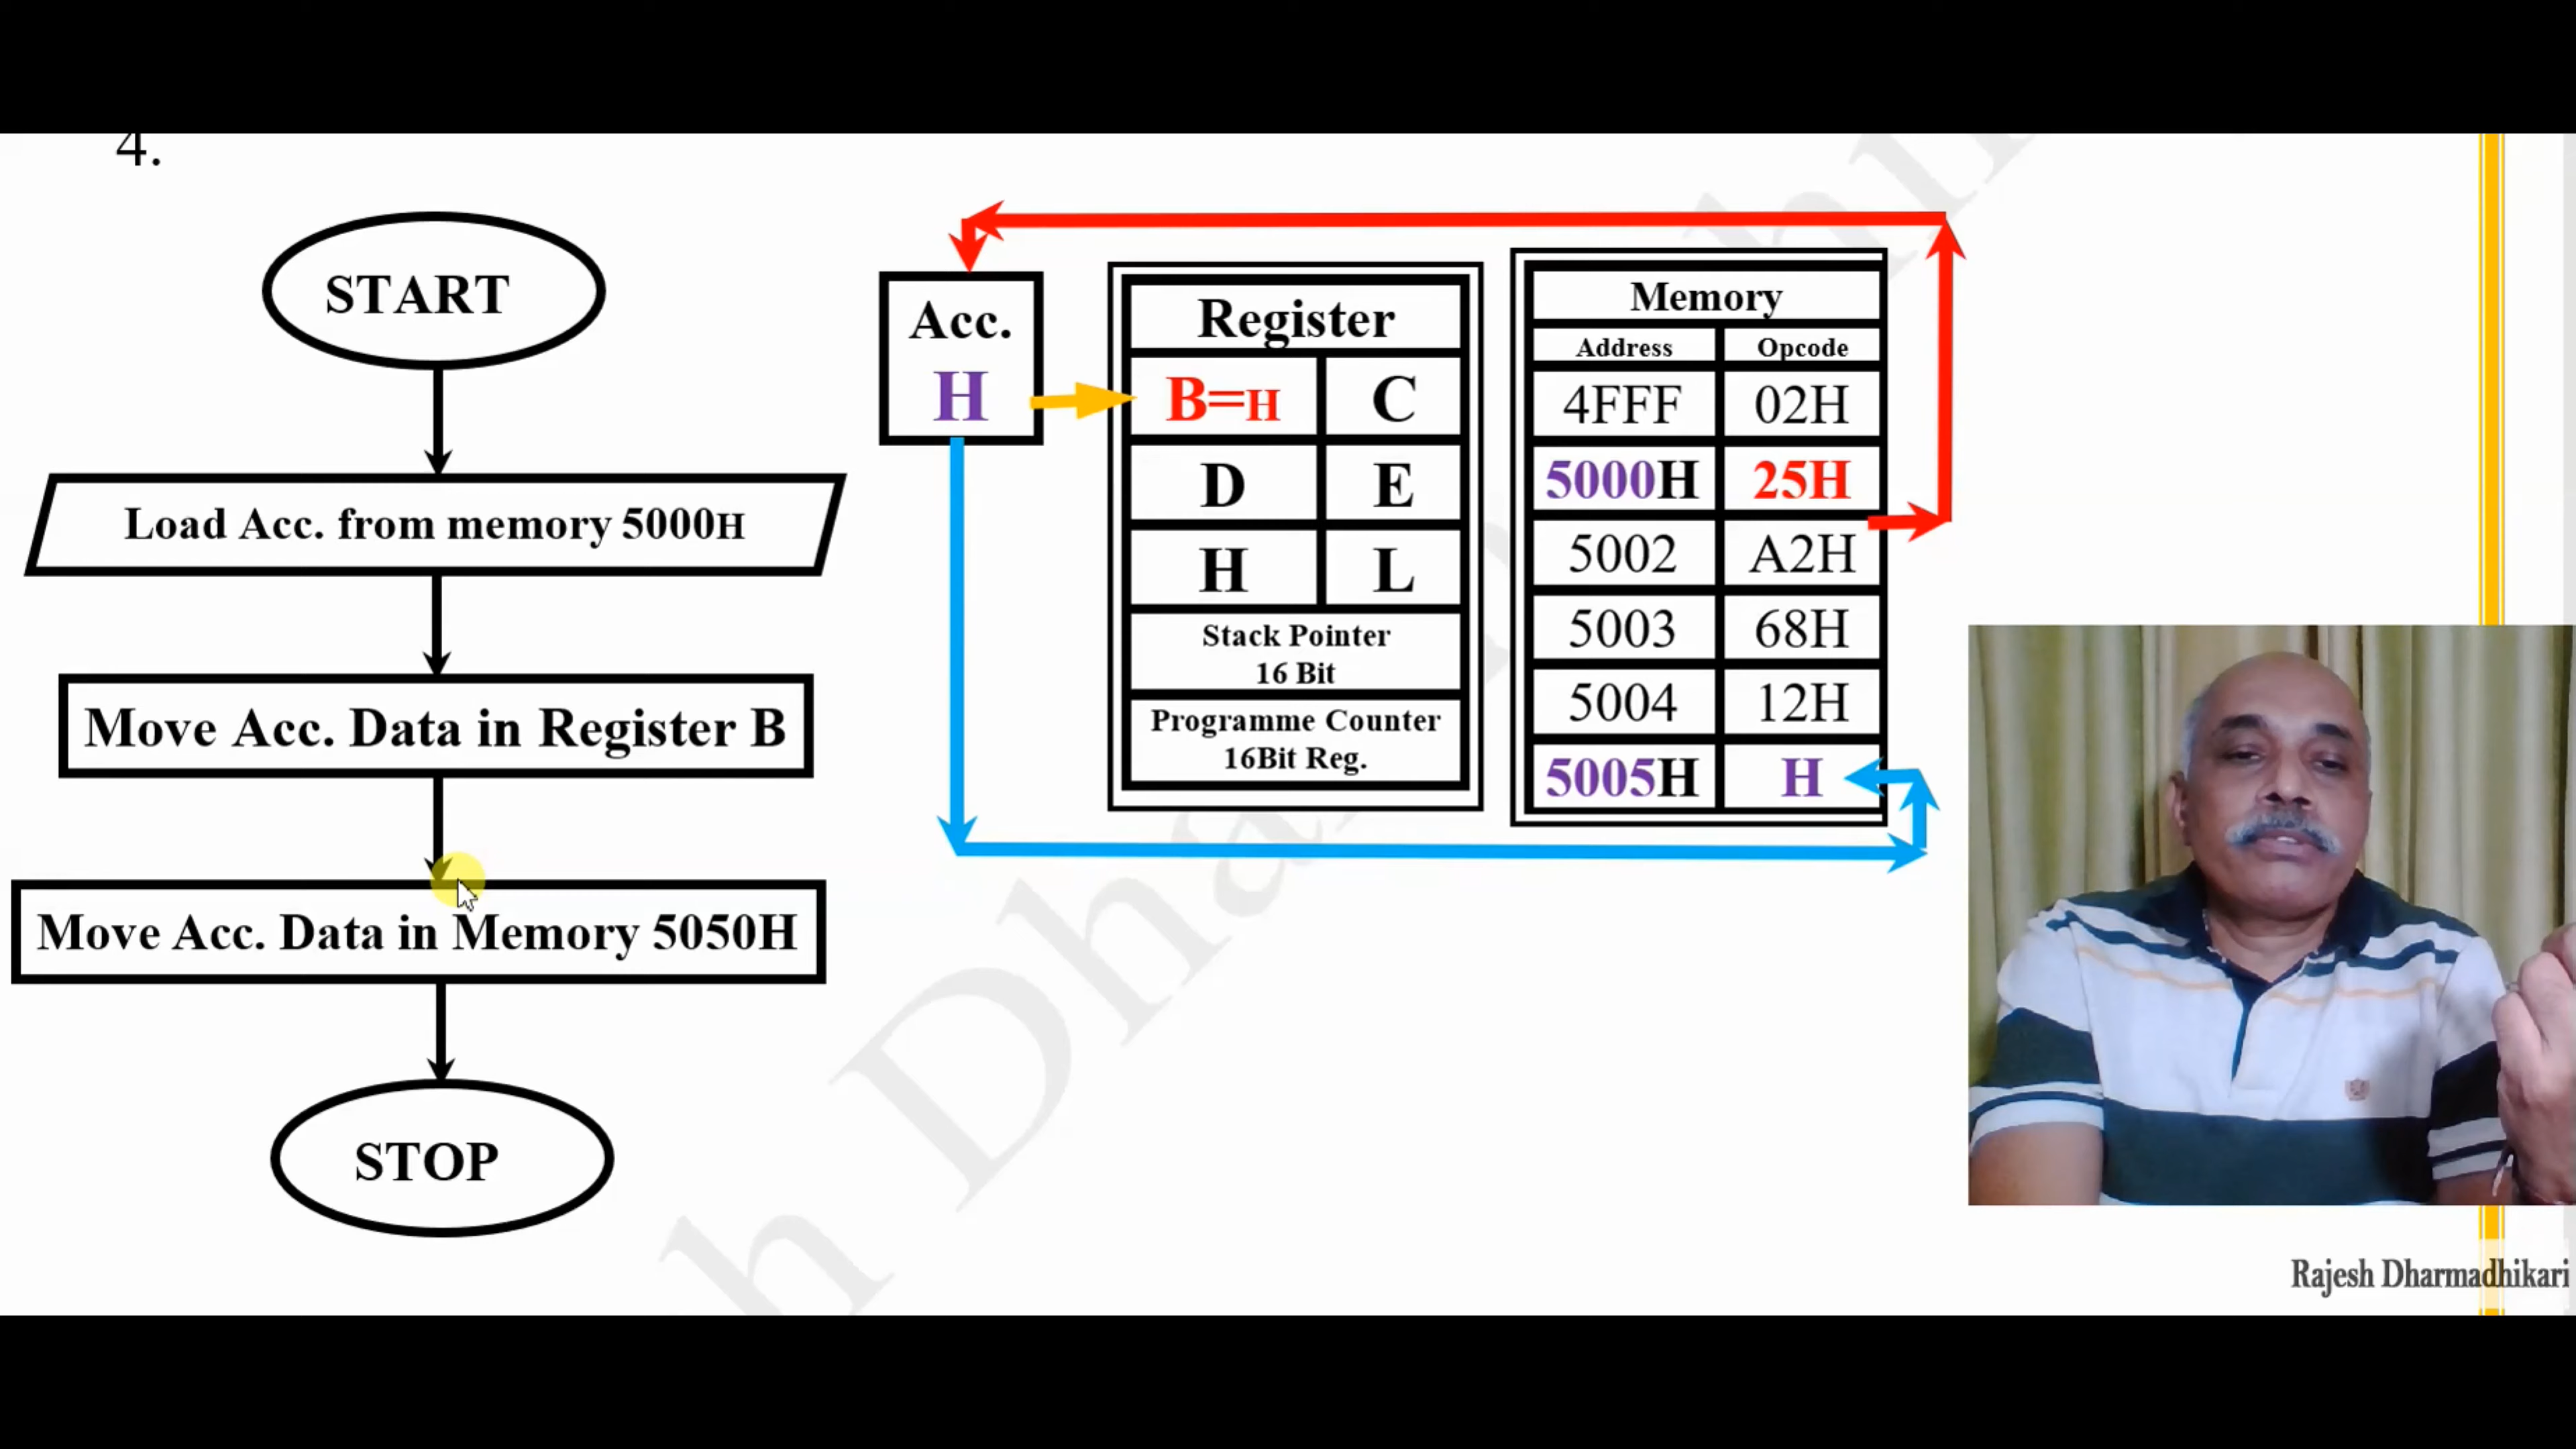 4.
START
Load Acc. from memory 5000H
Move Acc. Data in Register B
Move Acc. Data in Memory 5050H
STOP
Acc.
H
Register
B=H C
D E
H L
Stack Pointer
16 Bit
Programme Counter
16Bit Reg.
Memory
Address Opcode
4FFF 02H
5000H 25H
5002 A2H
5003 68H
5004 12H
5005H H
h Dha
Rajesh Dharmadhikari